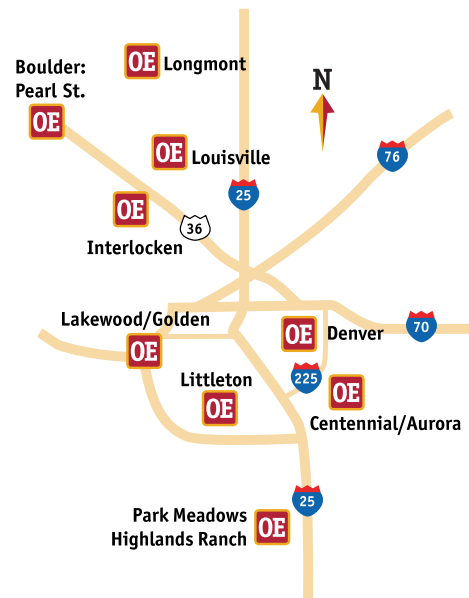 OE Longmont
Boulder:
Pearl St.
OE
N
OE Louisville
76
25
OE
36
Interlocken
Lakewood/Golden
OE
OE Denver
70
Littleton
OE
225
OE
Centennial/Aurora
25
Park Meadows
Highlands Ranch
OE